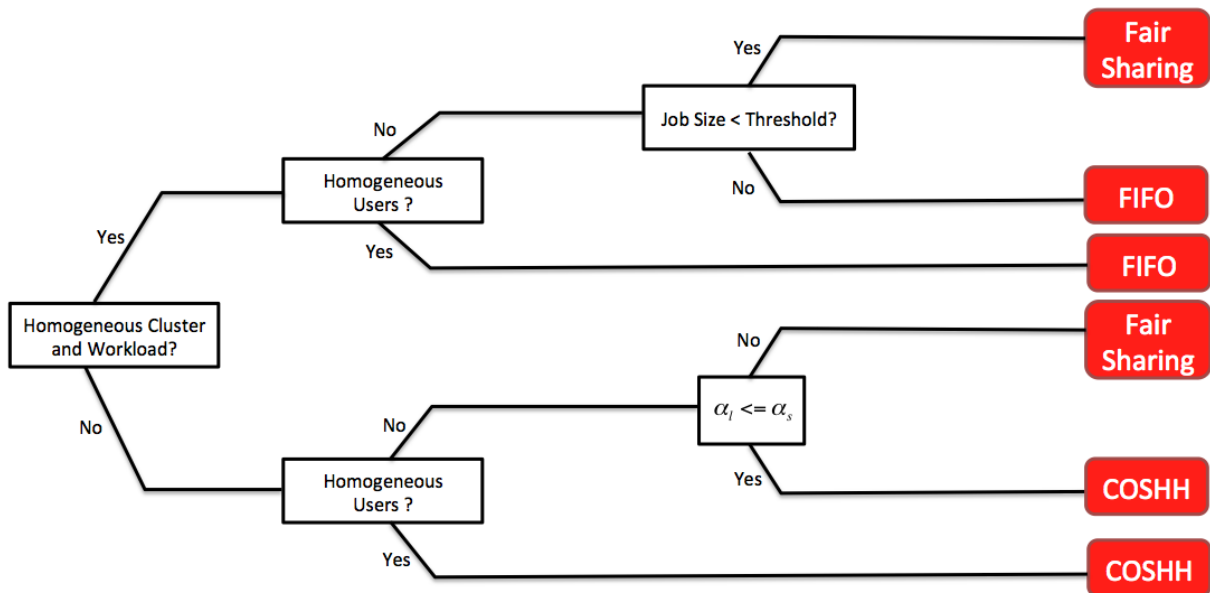 Yes
Fair
Sharing
Job Size < Threshold?
No
Homogeneous
Users ?
No
FIFO
Yes
Yes
FIFO
Homogeneous Cluster
and Workload?
No
Fair
Sharing
αl <= αs
No
No
Homogeneous
Users ?
Yes
COSHH
Yes
COSHH